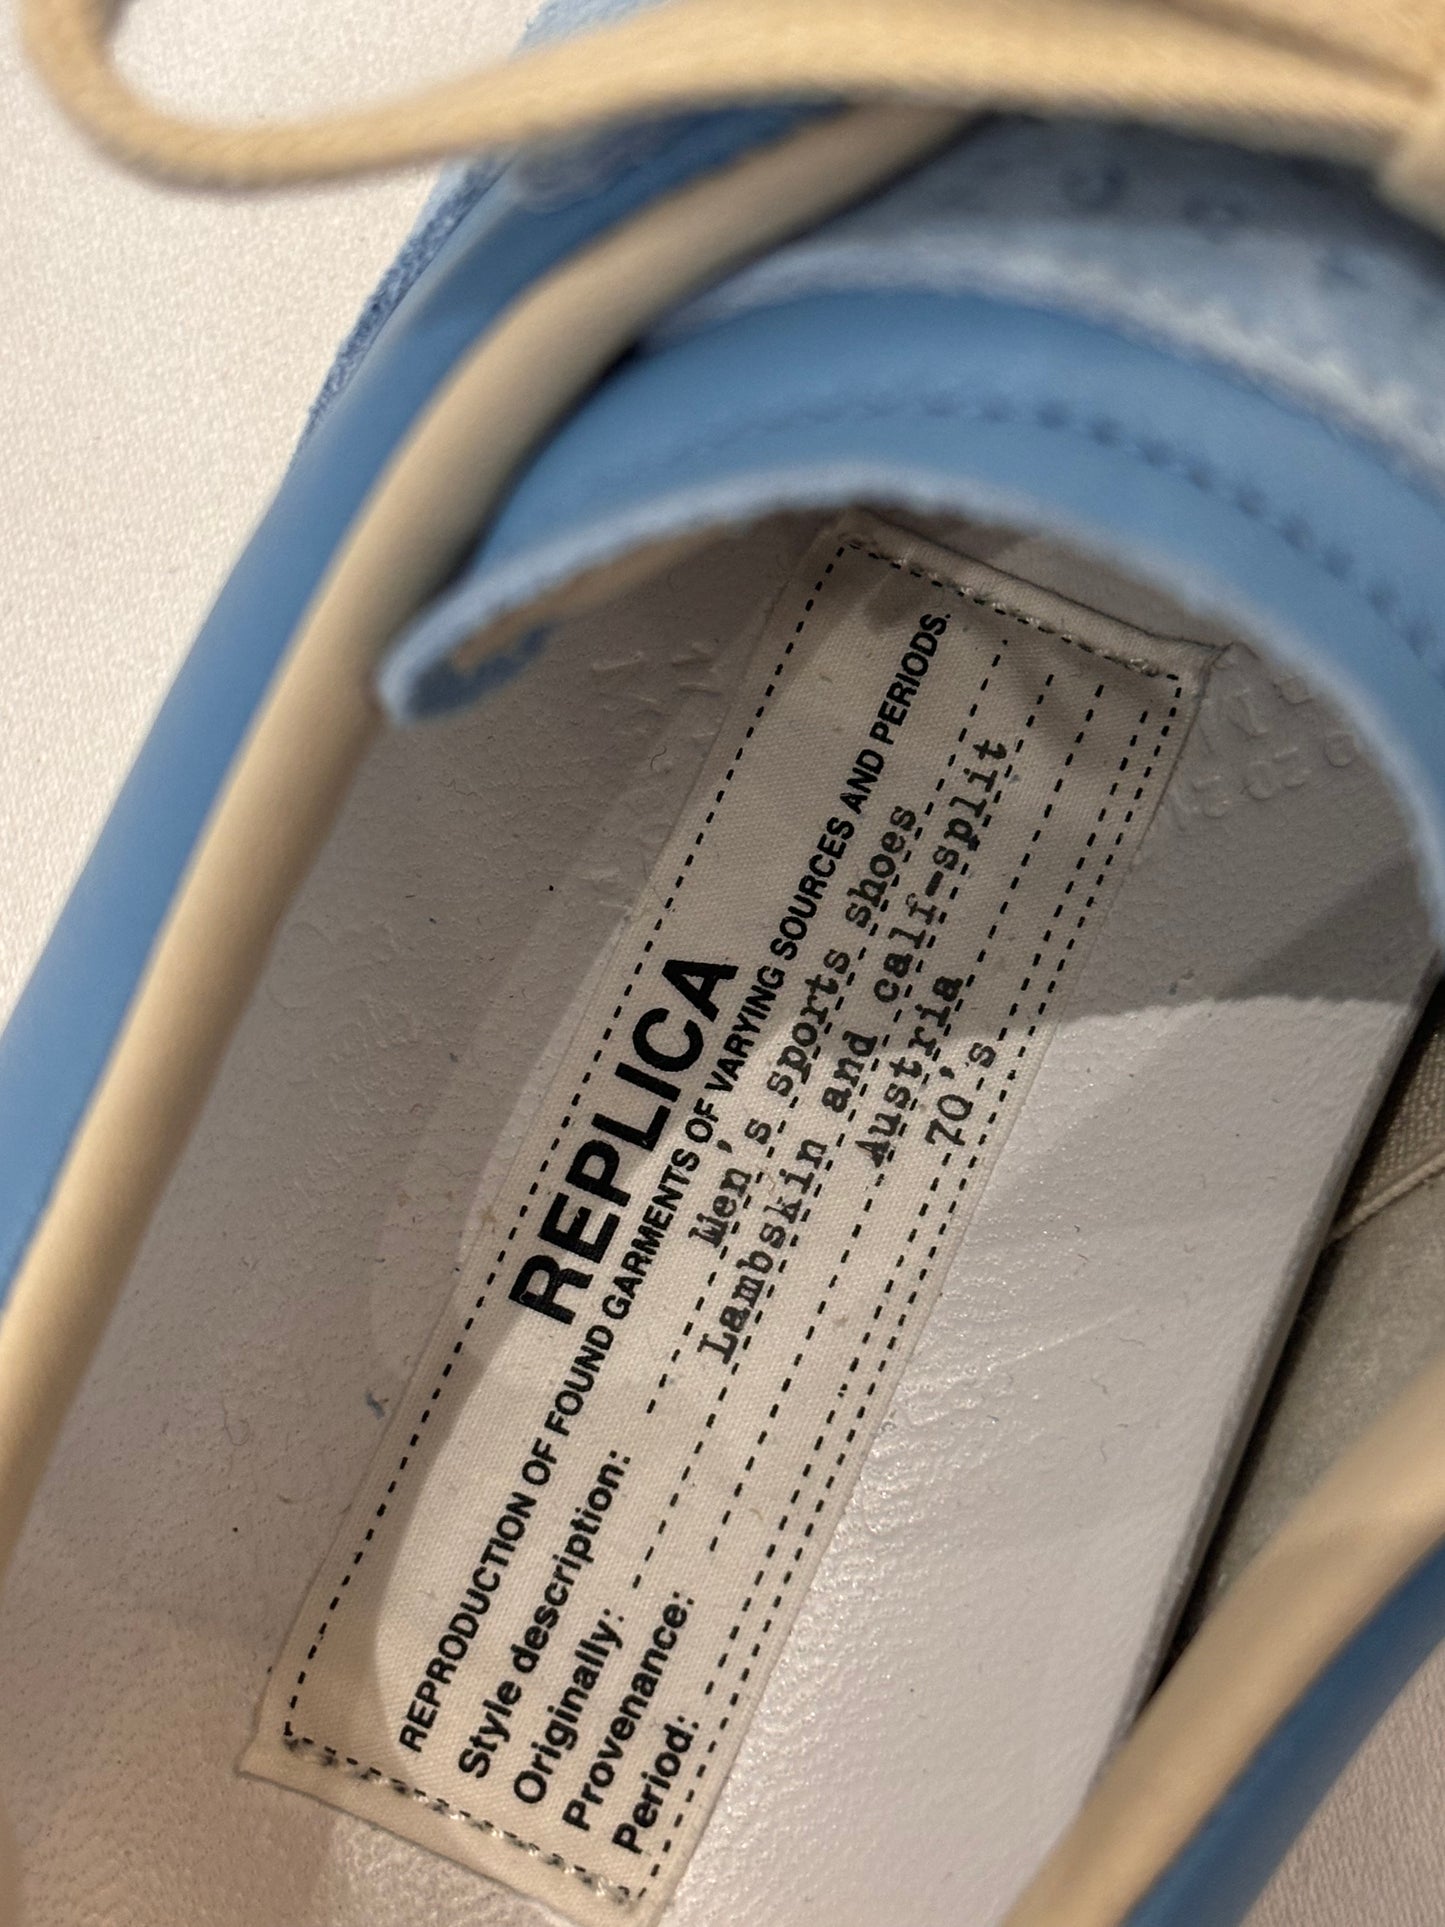 REPLICA
REPRODUCTION OF FOUND GARMENTS OF VARYING SOURCES AND PERIODS.
Style description: Men's sports shoes
Originally: Lambskin and calf-split
Provenance: Austria
Period: 70's